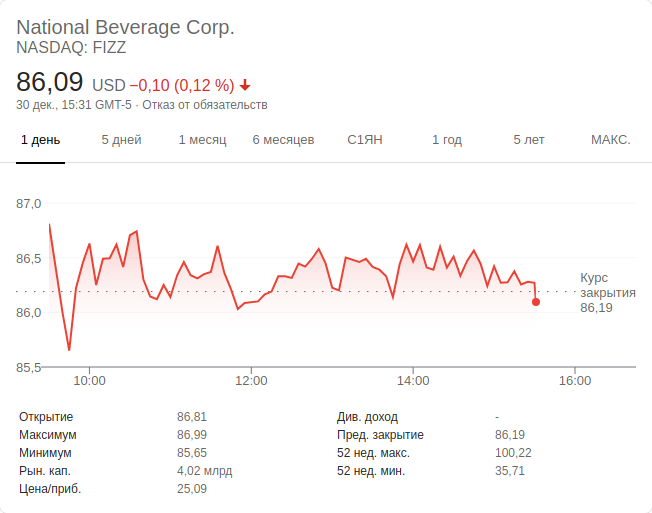 National Beverage Corp.
NASDAQ: FIZZ
86,09 USD −0,10 (0,12 %)
30 дек., 15:31 GMT-5 · Отказ от обязательств
1 день 5 дней 1 месяц 6 месяцев С1ЯН 1 год 5 лет МАКС.
87,0
86,5
86,0
85,5
Курс
закрытия
86,19
10:00 12:00 14:00 16:00
Открытие 86,81
Максимум 86,99
Минимум 85,65
Рын. кап. 4,02 млрд
Цена/приб. 25,09
Див. доход -
Пред. закрытие 86,19
52 нед. макс. 100,22
52 нед. мин. 35,71